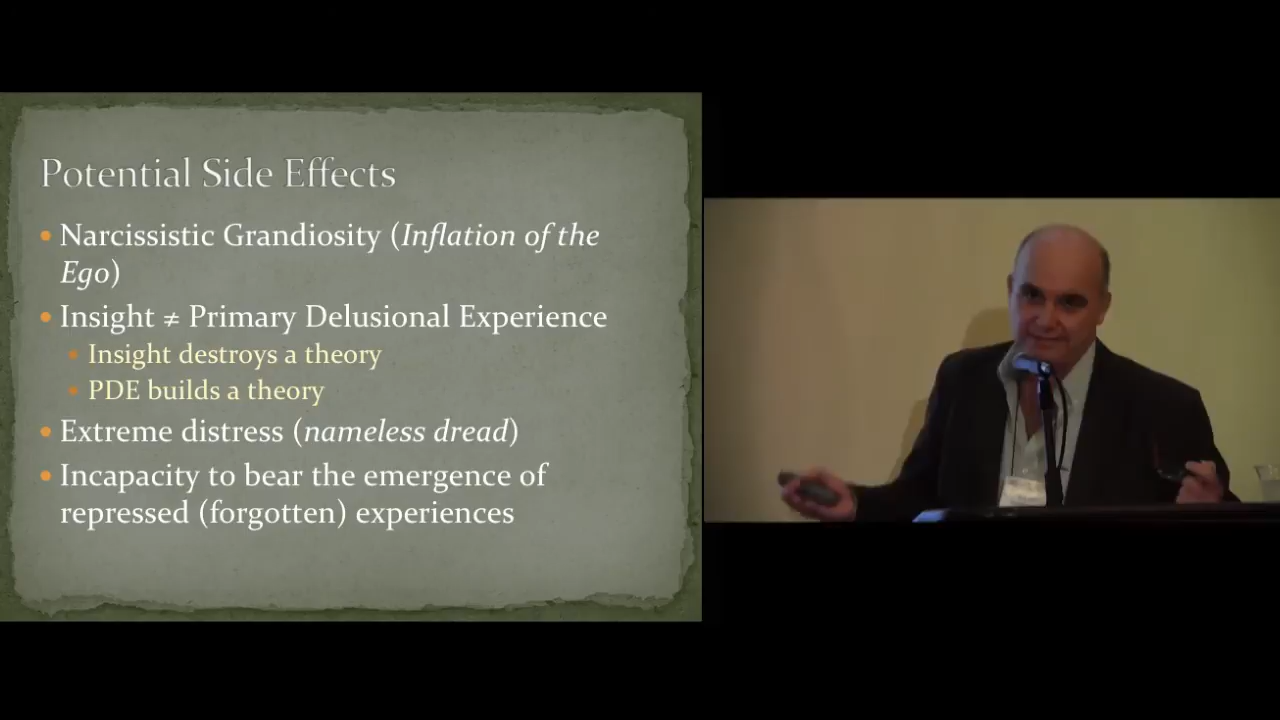 Potential Side Effects
• Narcissistic Grandiosity (Inflation of the
Ego)
• Insight ≠ Primary Delusional Experience
• Insight destroys a theory
• PDE builds a theory
• Extreme distress (nameless dread)
• Incapacity to bear the emergence of
repressed (forgotten) experiences